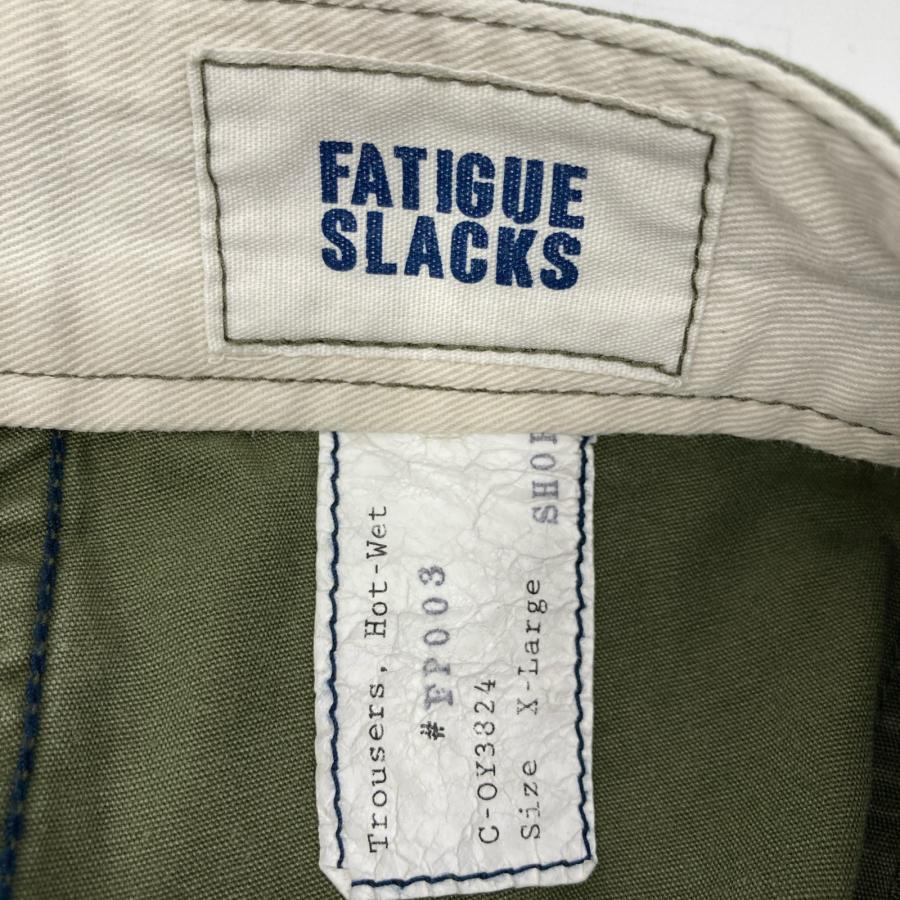 FATIGUE
SLACKS
Trousers, Hot-Wet
#FP003
C-OY3824
Size X-Large